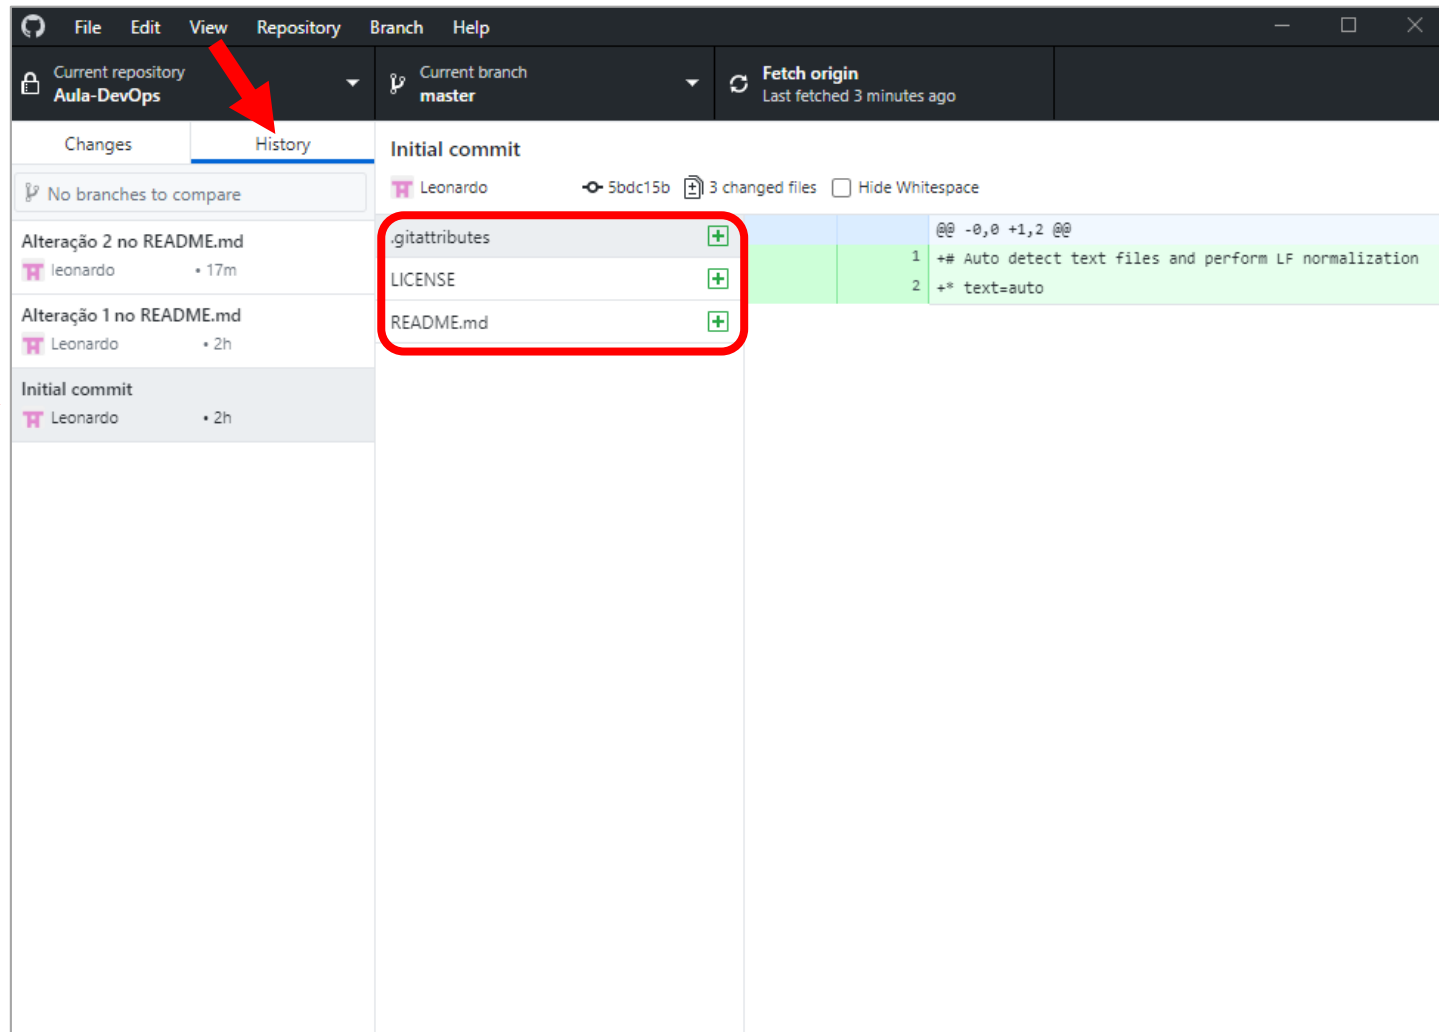 File Edit View Repository Branch Help
Current repository
Aula-DevOps
Current branch
master
Fetch origin
Last fetched 3 minutes ago
Changes
History
No branches to compare
Alteração 2 no README.md
leonardo • 17m
Alteração 1 no README.md
Leonardo • 2h
Initial commit
Leonardo • 2h
Initial commit
Leonardo 5bdc15b 3 changed files Hide Whitespace
.gitattributes
LICENSE
README.md
@@ -0,0 +1,2 @@
1 +# Auto detect text files and perform LF normalization
2 +* text=auto